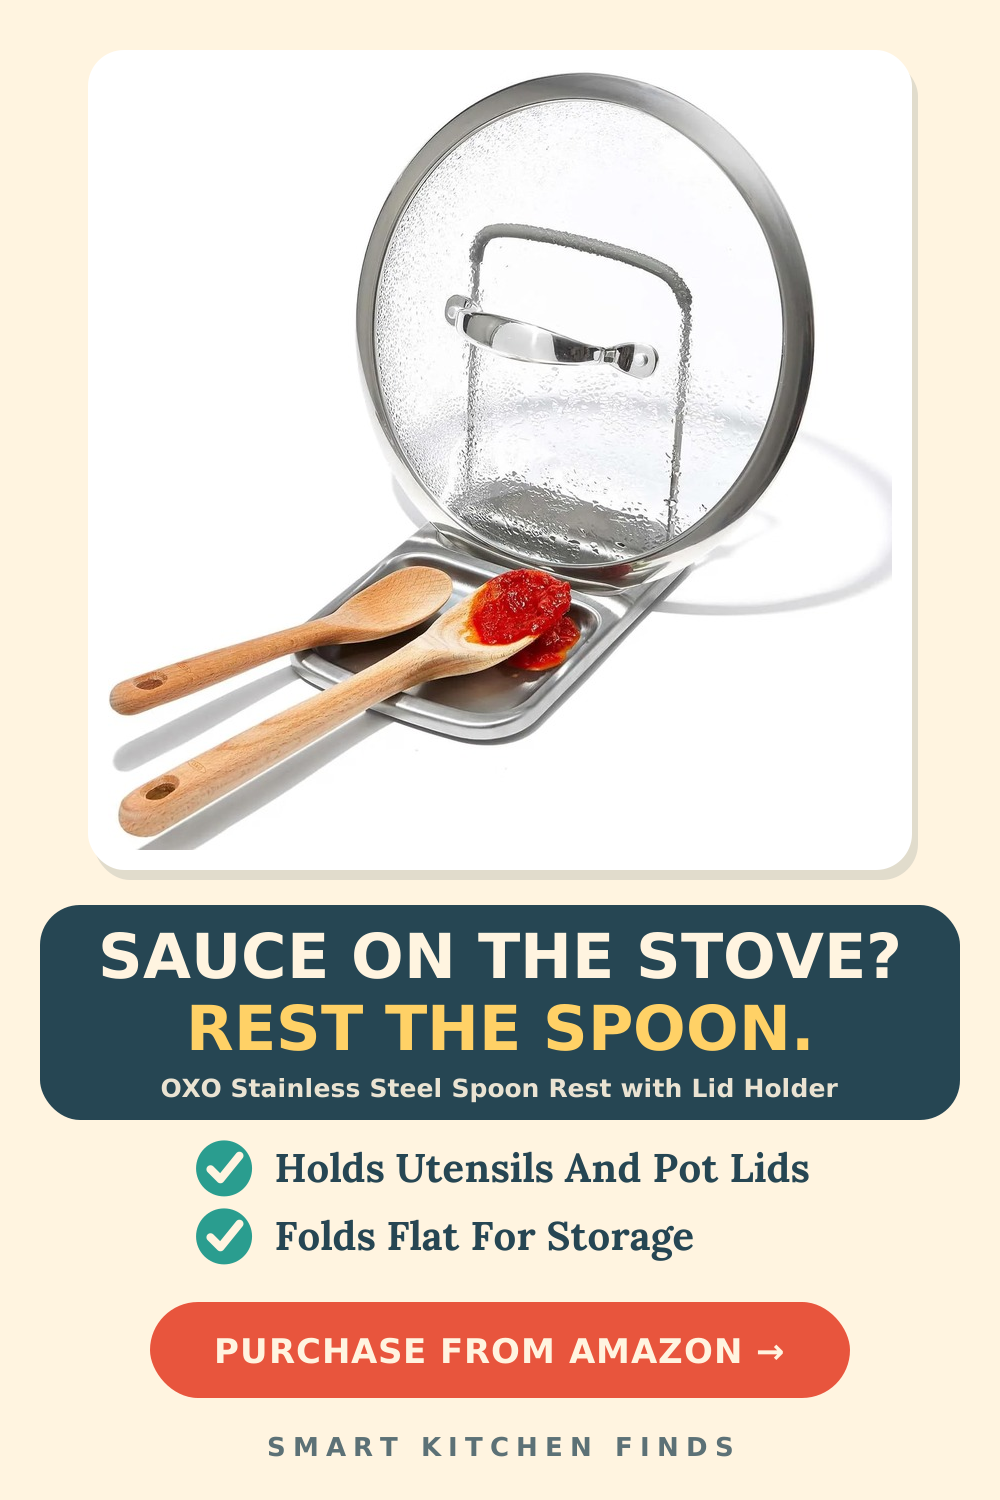 SAUCE ON THE STOVE?
REST THE SPOON.
OXO Stainless Steel Spoon Rest with Lid Holder
Holds Utensils And Pot Lids
Folds Flat For Storage
PURCHASE FROM AMAZON →
SMART KITCHEN FINDS